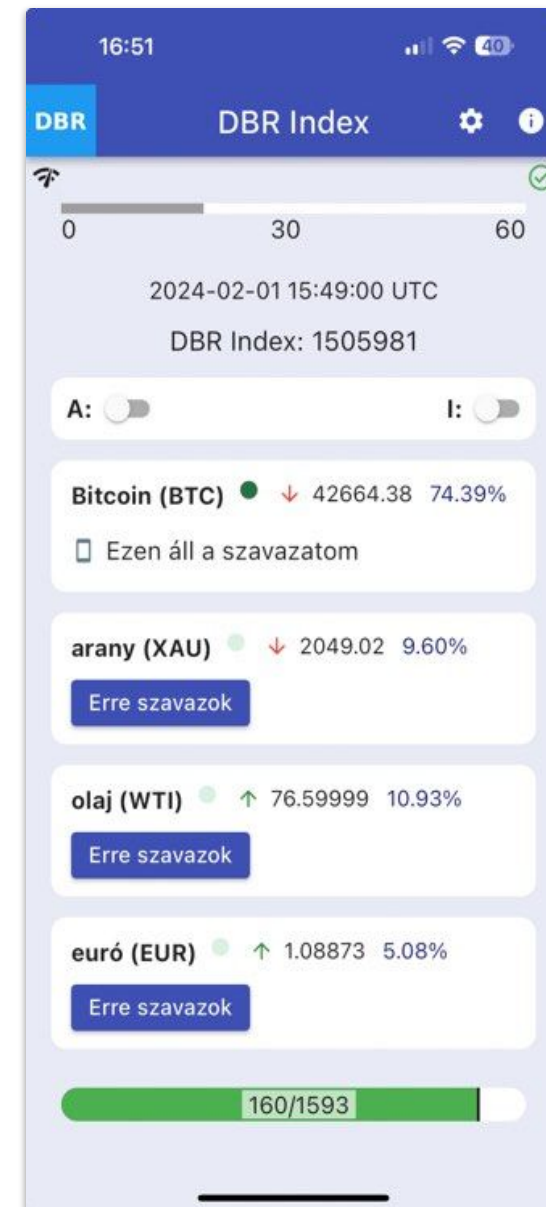 16:51
40
DBR
DBR Index
0
30
60
2024-02-01 15:49:00 UTC
DBR Index: 1505981
A:
I:
Bitcoin (BTC) ↓ 42664.38 74.39%
Ezen áll a szavazatom
arany (XAU) ↓ 2049.02 9.60%
Erre szavazok
olaj (WTI) ↑ 76.59999 10.93%
Erre szavazok
euró (EUR) ↑ 1.08873 5.08%
Erre szavazok
160/1593